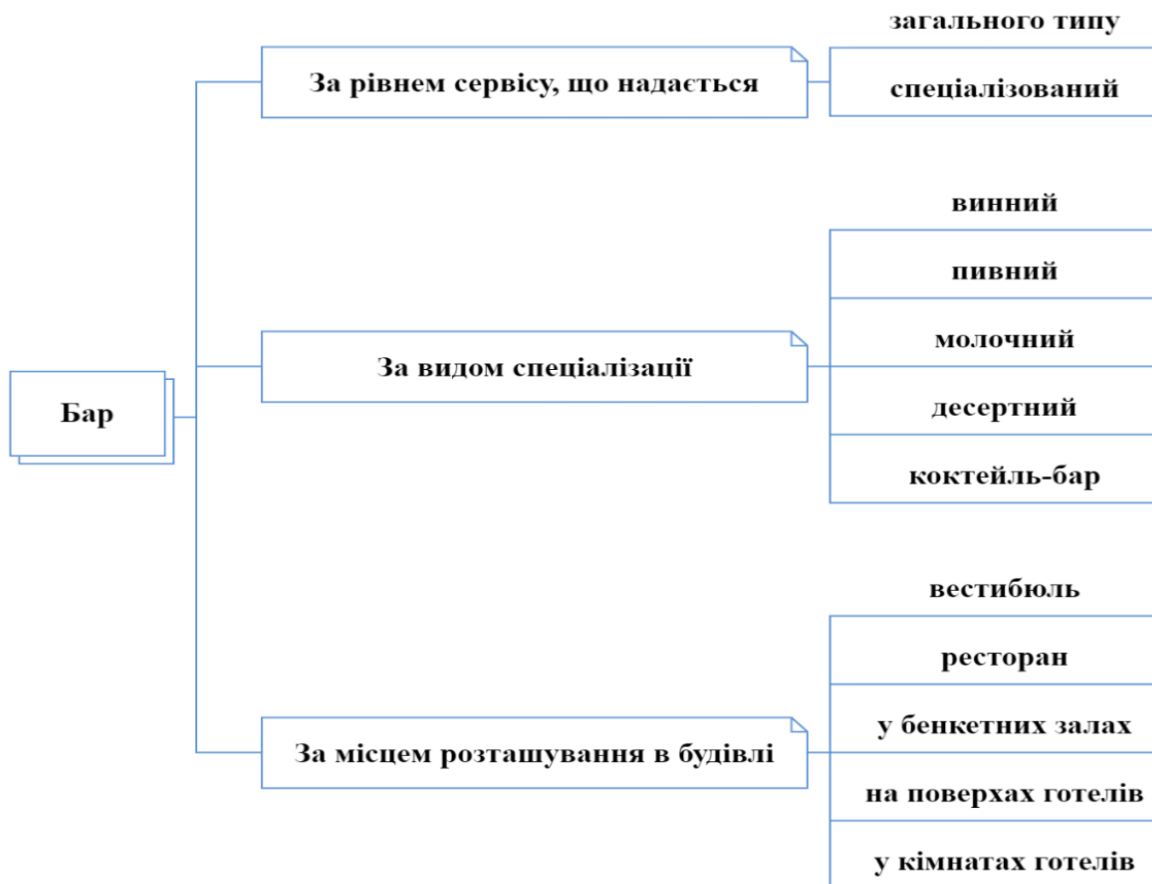 Бар
За рівнем сервісу, що надається
загального типу
спеціалізований
За видом спеціалізації
винний
пивний
молочний
десертний
коктейль-бар
За місцем розташування в будівлі
вестибюль
ресторан
у бенкетних залах
на поверхах готелів
у кімнатах готелів